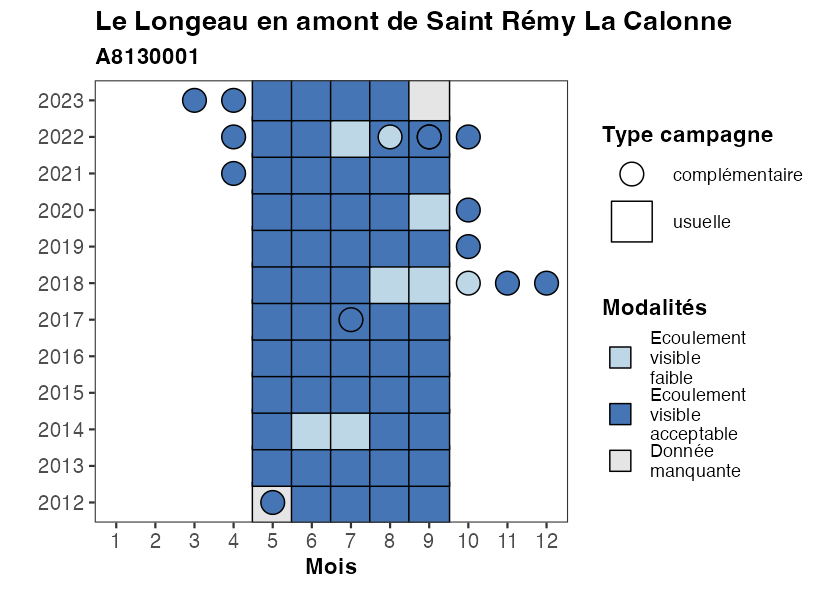 Le Longeau en amont de Saint Rémy La Calonne
A8130001
2023
2022
2021
2020
2019
2018
2017
2016
2015
2014
2013
2012
1 2 3 4 5 6 7 8 9 10 11 12
Mois
Type campagne
complémentaire
usuelle
Modalités
Ecoulement
visible
faible
Ecoulement
visible
acceptable
Donnée
manquante